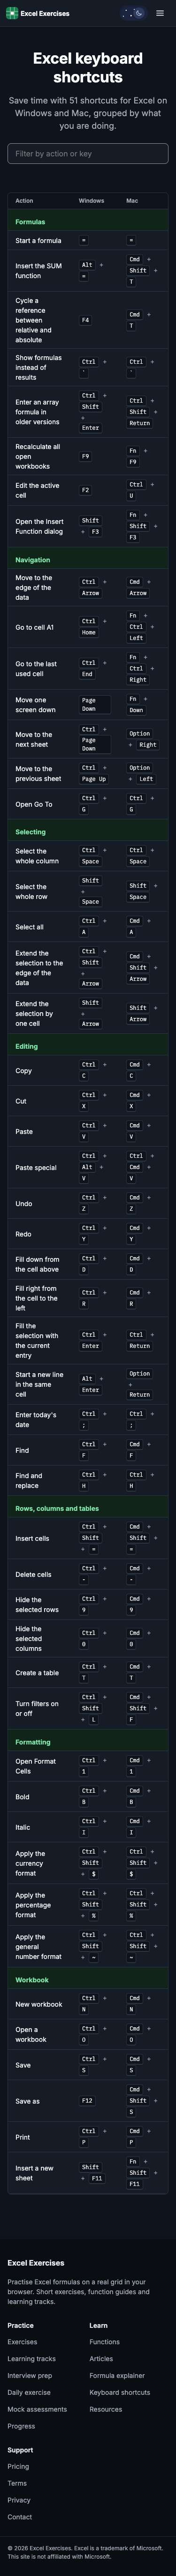 Excel Exercises
Excel keyboard
shortcuts
Save time with 51 shortcuts for Excel on
Windows and Mac, grouped by what
you are doing.
Filter by action or key
Action Windows Mac
Formulas
Start a formula = =
Insert the SUM function Alt + = Cmd + Shift + T
Cycle a reference between relative and absolute F4 Cmd + T
Show formulas instead of results Ctrl + ` Ctrl + `
Enter an array formula in older versions Ctrl + Shift + Enter Ctrl + Shift + Return
Recalculate all open workbooks F9 Fn + F9
Edit the active cell F2 Ctrl + U
Open the Insert Function dialog Shift + F3 Fn + Shift + F3
Navigation
Move to the edge of the data Ctrl + Arrow Cmd + Arrow
Go to cell A1 Ctrl + Home Fn + Ctrl + Left
Go to the last used cell Ctrl + End Fn + Ctrl + Right
Move one screen down Page Down Fn + Down
Move to the next sheet Ctrl + Page Down Option + Right
Move to the previous sheet Ctrl + Page Up Option + Left
Open Go To Ctrl + G Ctrl + G
Selecting
Select the whole column Ctrl + Space Ctrl + Space
Select the whole row Shift + Space Shift + Space
Select all Ctrl + A Cmd + A
Extend the selection to the edge of the data Ctrl + Shift + Arrow Cmd + Shift + Arrow
Extend the selection by one cell Shift + Arrow Shift + Arrow
Editing
Copy Ctrl + C Cmd + C
Cut Ctrl + X Cmd + X
Paste Ctrl + V Cmd + V
Paste special Ctrl + Alt + V Ctrl + Cmd + V
Undo Ctrl + Z Cmd + Z
Redo Ctrl + Y Cmd + Y
Fill down from the cell above Ctrl + D Cmd + D
Fill right from the cell to the left Ctrl + R Cmd + R
Fill the selection with the current entry Ctrl + Enter Ctrl + Return
Start a new line in the same cell Alt + Enter Option + Return
Enter today's date Ctrl + ; Ctrl + ;
Find Ctrl + F Cmd + F
Find and replace Ctrl + H Ctrl + H
Rows, columns and tables
Insert cells Ctrl + Shift + = Cmd + Shift + =
Delete cells Ctrl + - Cmd + -
Hide the selected rows Ctrl + 9 Cmd + 9
Hide the selected columns Ctrl + 0 Cmd + 0
Create a table Ctrl + T Cmd + T
Turn filters on or off Ctrl + Shift + L Cmd + Shift + F
Formatting
Open Format Cells Ctrl + 1 Cmd + 1
Bold Ctrl + B Cmd + B
Italic Ctrl + I Cmd + I
Apply the currency format Ctrl + Shift + $ Ctrl + Shift + $
Apply the percentage format Ctrl + Shift + % Ctrl + Shift + %
Apply the general number format Ctrl + Shift + ~ Ctrl + Shift + ~
Workbook
New workbook Ctrl + N Cmd + N
Open a workbook Ctrl + O Cmd + O
Save Ctrl + S Cmd + S
Save as F12 Cmd + Shift + S
Print Ctrl + P Cmd + P
Insert a new sheet Shift + F11 Fn + Shift + F11
Excel Exercises
Practise Excel formulas on a real grid in your
browser. Short exercises, function guides and
learning tracks.
Practice
Exercises
Learning tracks
Interview prep
Daily exercise
Mock assessments
Progress
Learn
Functions
Articles
Formula explainer
Keyboard shortcuts
Resources
Support
Pricing
Terms
Privacy
Contact
© 2026 Excel Exercises. Excel is a trademark of Microsoft.
This site is not affiliated with Microsoft.